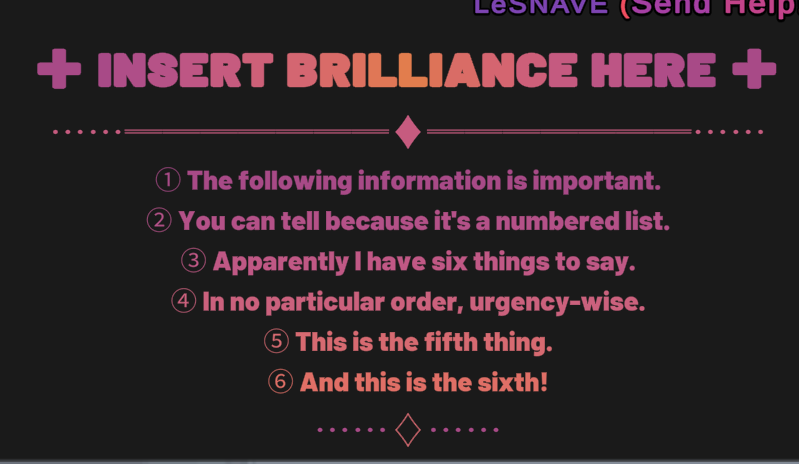 LeSNAVE (Send Help
✚ INSERT BRILLIANCE HERE ✚
① The following information is important.
② You can tell because it's a numbered list.
③ Apparently I have six things to say.
④ In no particular order, urgency-wise.
⑤ This is the fifth thing.
⑥ And this is the sixth!